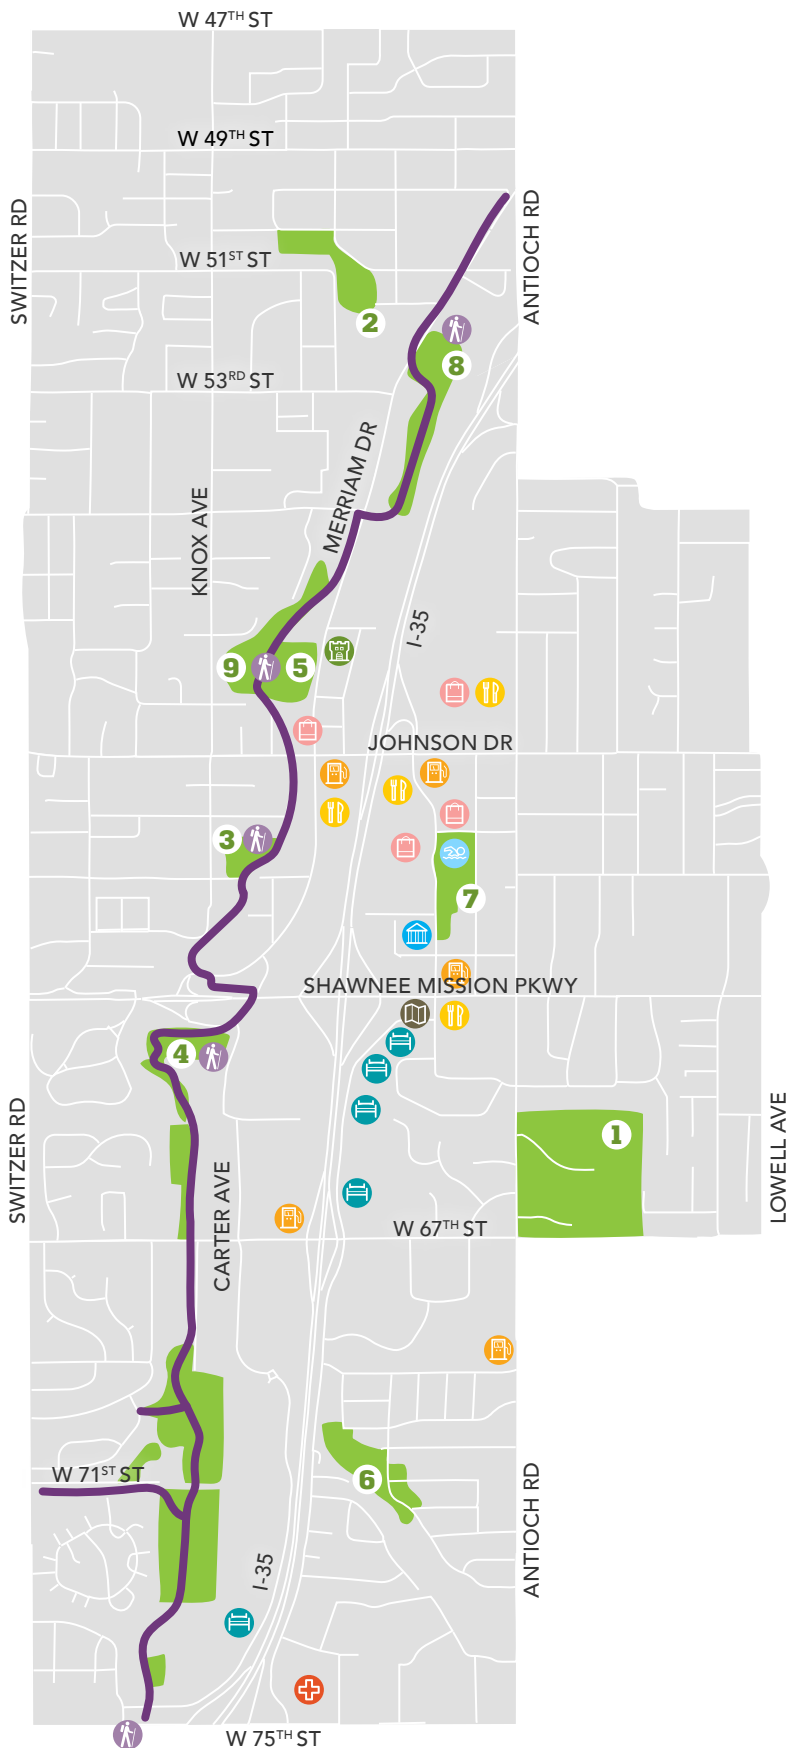 W 47TH ST
W 49TH ST
SWITZER RD
ANTIOCH RD
W 51ST ST
2
8
W 53RD ST
MERRIAM DR
KNOX AVE
I-35
9
5
JOHNSON DR
3
7
SHAWNEE MISSION PKWY
4
1
SWITZER RD
LOWELL AVE
CARTER AVE
W 67TH ST
W 71ST ST
6
ANTIOCH RD
I-35
W 75TH ST